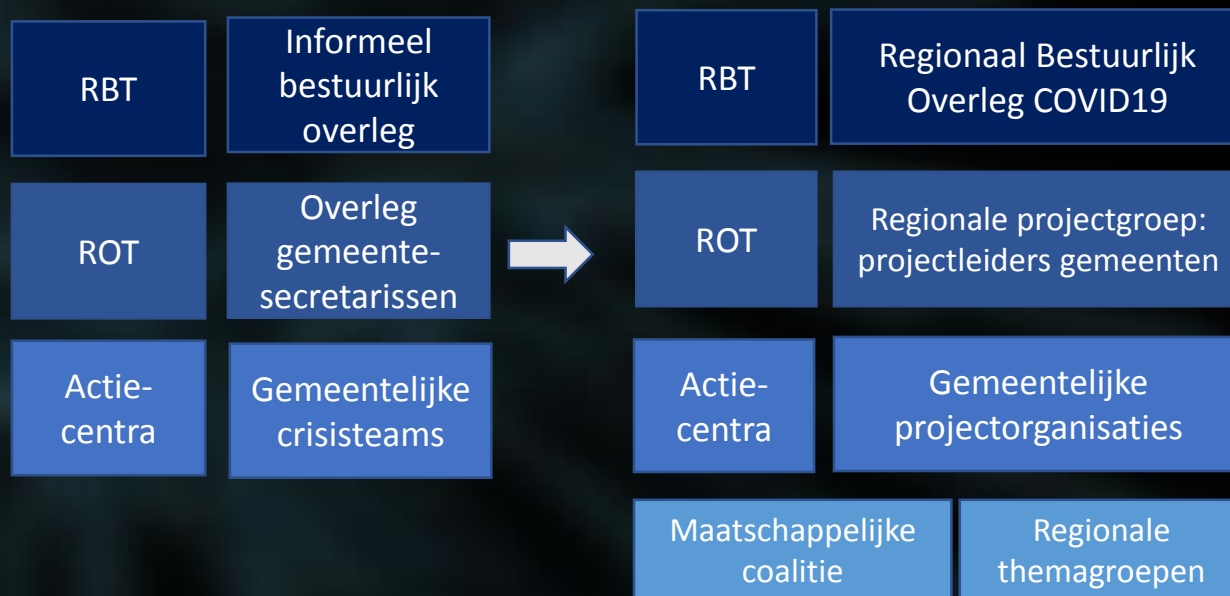 RBT
Informeel
bestuurlijk
overleg
ROT
Overleg
gemeente-
secretarissen
Actie-
centra
Gemeentelijke
crisisteams
RBT
Regionaal Bestuurlijk
Overleg COVID19
ROT
Regionale projectgroep:
projectleiders gemeenten
Actie-
centra
Gemeentelijke
projectorganisaties
Maatschappelijke
coalitie
Regionale
themagroepen